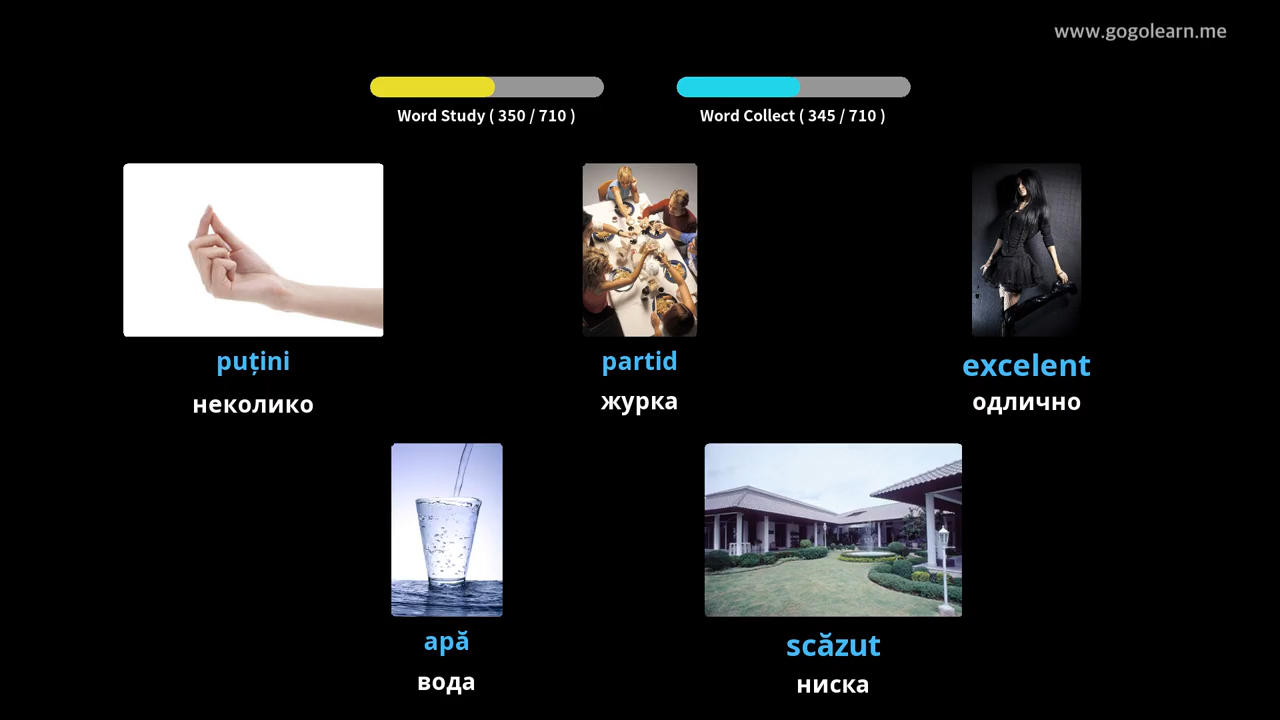 www.gogolearn.me
Word Study ( 350 / 710 )
Word Collect ( 345 / 710 )
puțini
неколико
partid
журка
excelent
одлично
apă
вода
scăzut
ниска